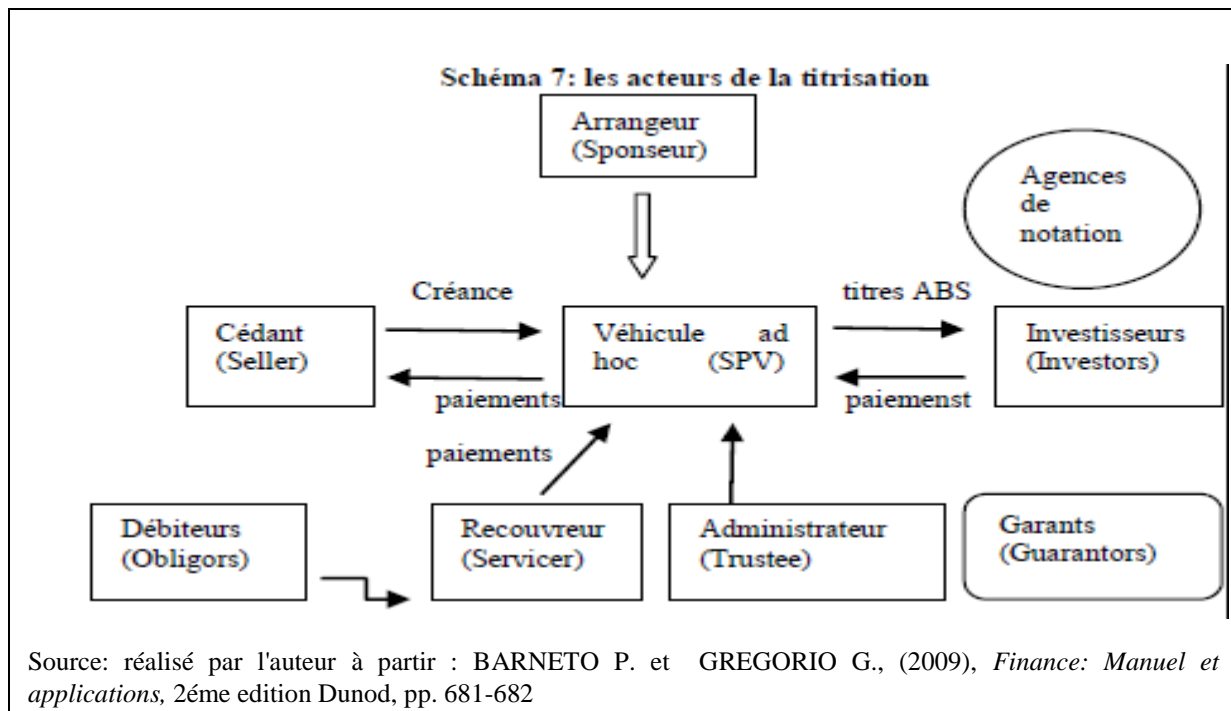 Schéma 7: les acteurs de la titrisation
Arrangeur
(Sponseur)
Agences
de
notation
Créance
titres ABS
Cédant
(Seller)
Véhicule ad
hoc (SPV)
Investisseurs
(Investors)
paiements
paiemenst
paiements
Débiteurs
(Obligors)
Recouvreur
(Servicer)
Administrateur
(Trustee)
Garants
(Guarantors)
Source: réalisé par l'auteur à partir : BARNETO P. et GREGORIO G., (2009), Finance: Manuel et
applications, 2éme edition Dunod, pp. 681-682